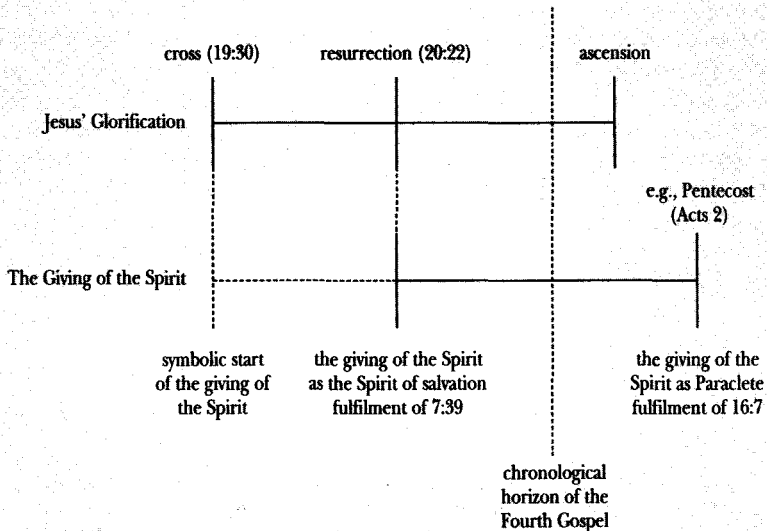 cross (19:30)
resurrection (20:22)
ascension
Jesus' Glorification
e.g., Pentecost
(Acts 2)
The Giving of the Spirit
symbolic start
of the giving of
the Spirit
the giving of the Spirit
as the Spirit of salvation
fulfilment of 7:39
the giving of the
Spirit as Paraclete
fulfilment of 16:7
chronological
horizon of the
Fourth Gospel